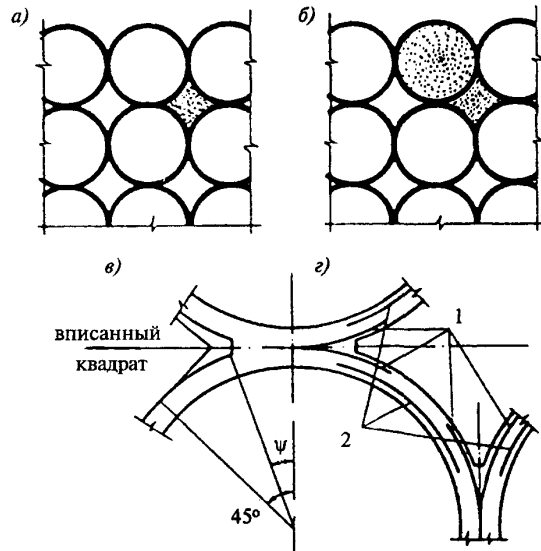 а)
б)
в)
г)
1
вписанный
квадрат
2
ψ
45°